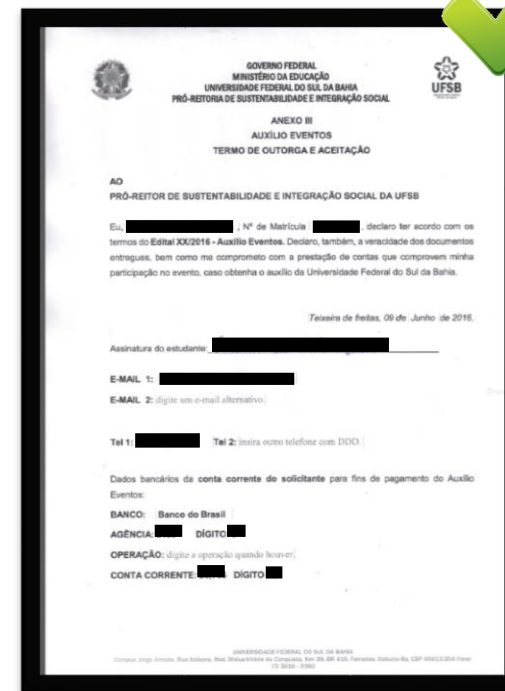 GOVERNO FEDERAL
MINISTÉRIO DA EDUCAÇÃO
UNIVERSIDADE FEDERAL DO SUL DA BAHIA
PRÓ-REITORIA DE SUSTENTABILIDADE E INTEGRAÇÃO SOCIAL
UFSB
ANEXO III
AUXÍLIO EVENTOS
TERMO DE OUTORGA E ACEITAÇÃO
AO
PRÓ-REITOR DE SUSTENTABILIDADE E INTEGRAÇÃO SOCIAL DA UFSB
Eu, , Nº de Matrícula , declaro ter acordo com os
termos do Edital XX/2016 - Auxílio Eventos. Declaro, também, a veracidade dos documentos
entregues, bem como me comprometo com a prestação de contas que comprovem minha
participação no evento, caso obtenha o auxílio da Universidade Federal do Sul da Bahia.
Teixeira de freitas, 09 de Junho de 2016.
Assinatura do estudante:
E-MAIL 1:
E-MAIL 2: digite um e-mail alternativo.
Tel 1: Tel 2: insira outro telefone com DDD.
Dados bancários de conta corrente do solicitante para fins de pagamento do Auxílio
Eventos:
BANCO: Banco do Brasil
AGÊNCIA: DÍGITO
OPERAÇÃO: digite a operação quando houver.
CONTA CORRENTE: DÍGITO
UNIVERSIDADE FEDERAL DO SUL DA BAHIA